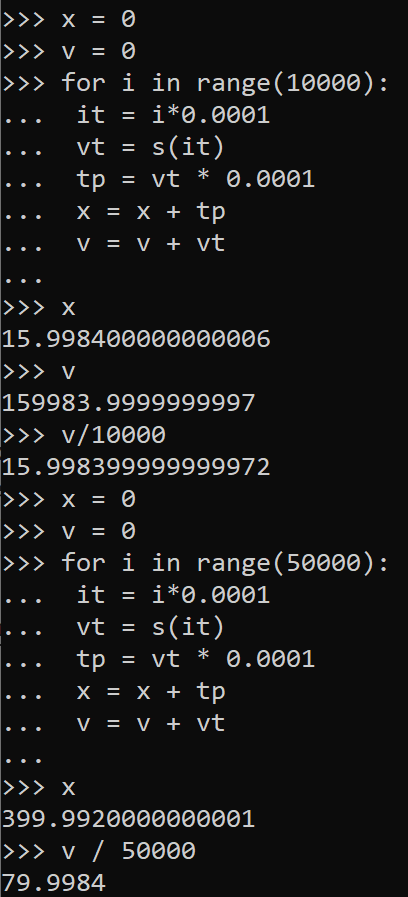 >>> x = 0
>>> v = 0
>>> for i in range(10000):
...  it = i*0.0001
...  vt = s(it)
...  tp = vt * 0.0001
...  x = x + tp
...  v = v + vt
...
>>> x
15.998400000000006
>>> v
159983.9999999997
>>> v/10000
15.998399999999972
>>> x = 0
>>> v = 0
>>> for i in range(50000):
...  it = i*0.0001
...  vt = s(it)
...  tp = vt * 0.0001
...  x = x + tp
...  v = v + vt
...
>>> x
399.9920000000001
>>> v / 50000
79.9984